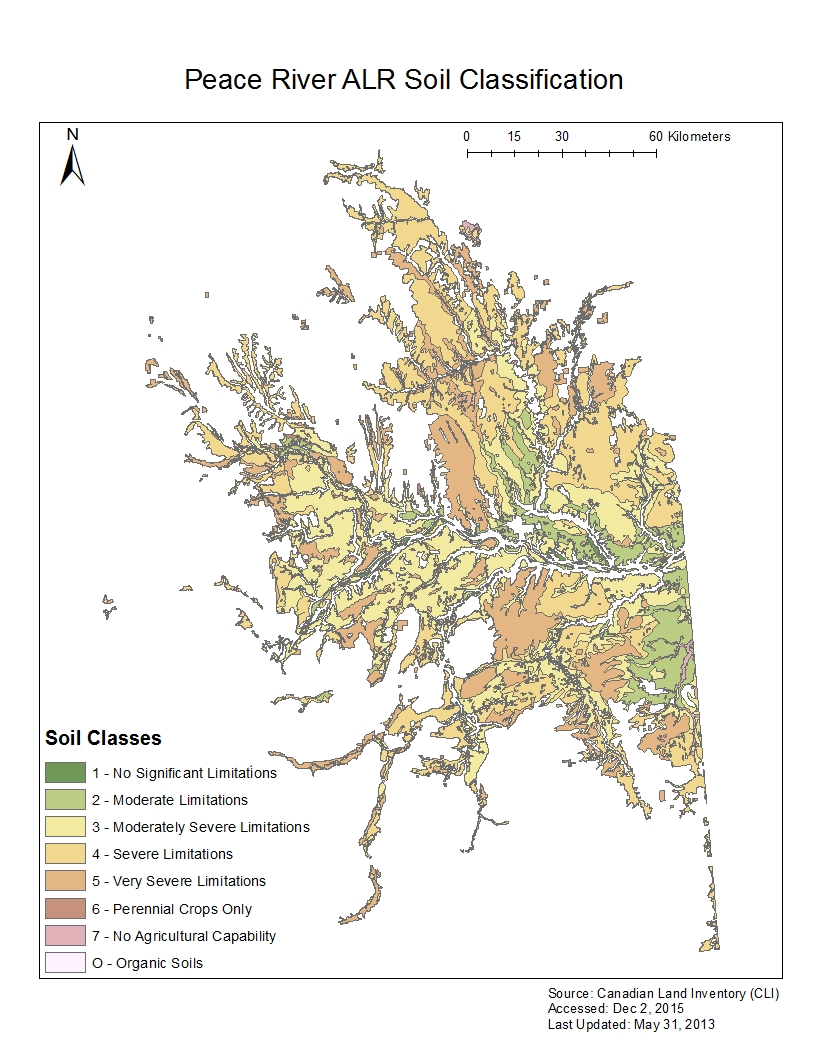 Peace River ALR Soil Classification
N
0 15 30 60 Kilometers
Soil Classes
1 - No Significant Limitations
2 - Moderate Limitations
3 - Moderately Severe Limitations
4 - Severe Limitations
5 - Very Severe Limitations
6 - Perennial Crops Only
7 - No Agricultural Capability
O - Organic Soils
Source: Canadian Land Inventory (CLI)
Accessed: Dec 2, 2015
Last Updated: May 31, 2013